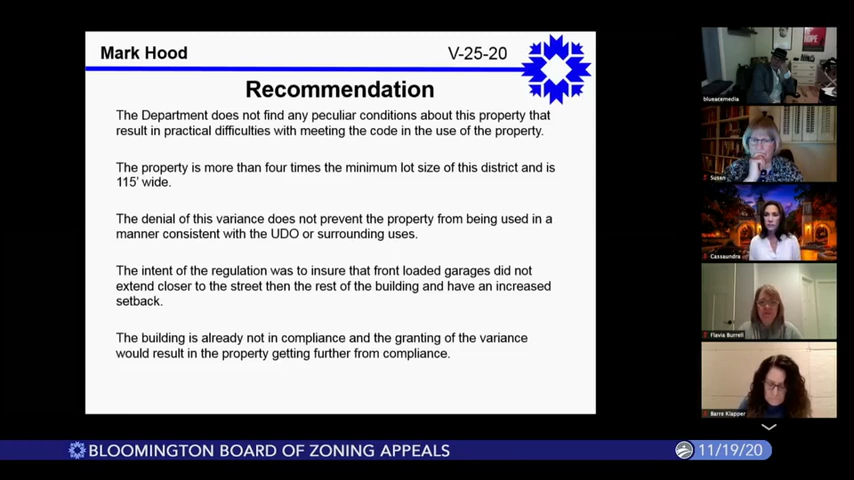 Mark Hood
V-25-20
Recommendation
The Department does not find any peculiar conditions about this property that
result in practical difficulties with meeting the code in the use of the property.
The property is more than four times the minimum lot size of this district and is
115' wide.
The denial of this variance does not prevent the property from being used in a
manner consistent with the UDO or surrounding uses.
The intent of the regulation was to insure that front loaded garages did not
extend closer to the street then the rest of the building and have an increased
setback.
The building is already not in compliance and the granting of the variance
would result in the property getting further from compliance.
HOPE
blueacemedia
Susan
Cassaundra
Flavia Burrell
Barre Klapper
BLOOMINGTON BOARD OF ZONING APPEALS
11/19/20